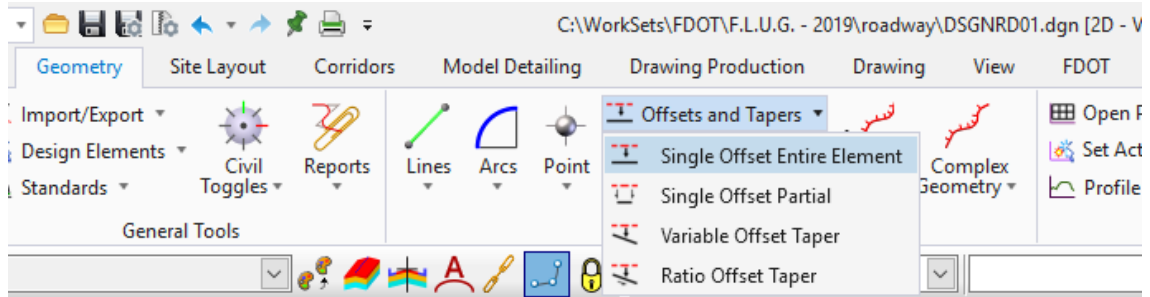 C:\WorkSets\FDOT\F.L.U.G. - 2019\roadway\DSGNRD01.dgn [2D - V
Geometry Site Layout Corridors Model Detailing Drawing Production Drawing View FDOT
Import/Export
Design Elements
Standards
Civil
Toggles
Reports
General Tools
Lines
Arcs
Point
Offsets and Tapers
Single Offset Entire Element
Single Offset Partial
Variable Offset Taper
Ratio Offset Taper
Complex
Geometry
Open
Set Act
Profile